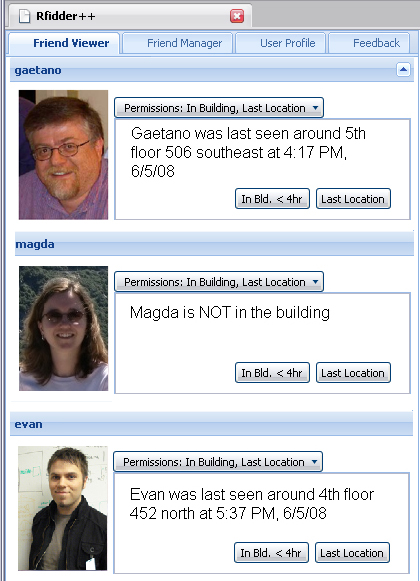 Rfidder++
Friend Viewer Friend Manager User Profile Feedback
gaetano
Permissions: In Building, Last Location
Gaetano was last seen around 5th
floor 506 southeast at 4:17 PM,
6/5/08
In Bld. < 4hr Last Location
magda
Permissions: In Building, Last Location
Magda is NOT in the building
In Bld. < 4hr Last Location
evan
Permissions: In Building, Last Location
Evan was last seen around 4th floor
452 north at 5:37 PM, 6/5/08
In Bld. < 4hr Last Location